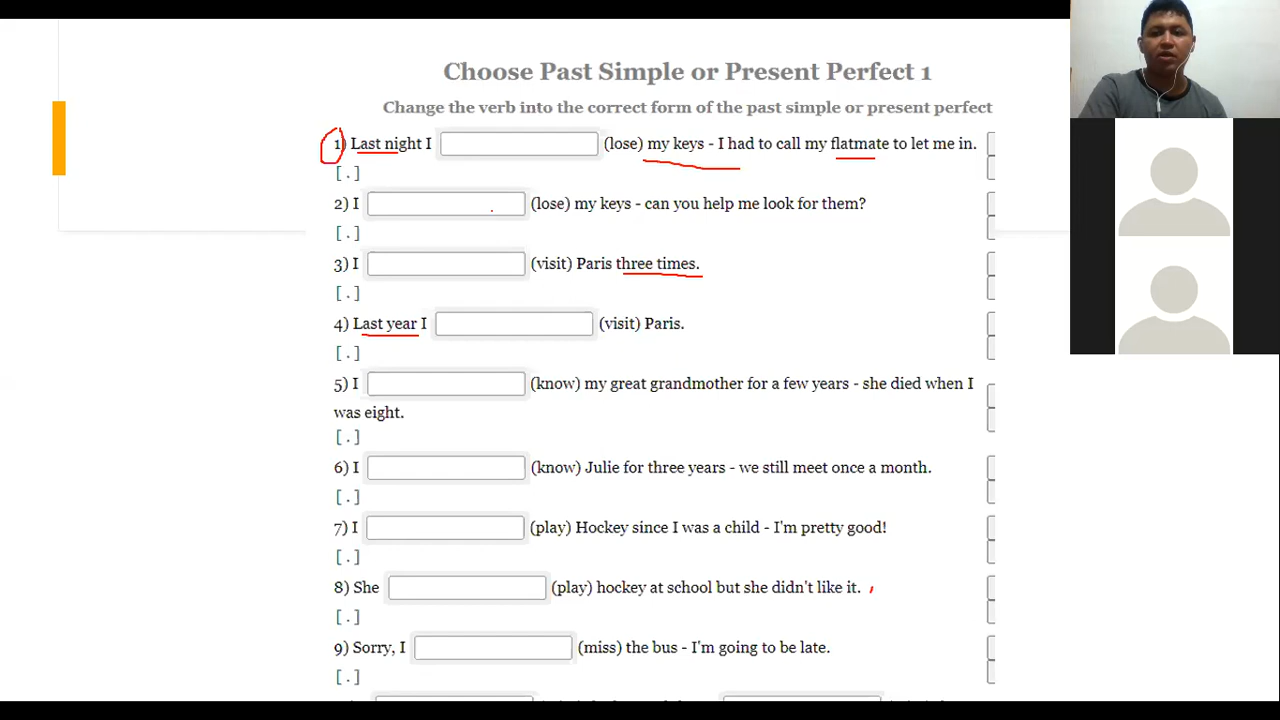 Choose Past Simple or Present Perfect 1
Change the verb into the correct form of the past simple or present perfect
1) Last night I (lose) my keys - I had to call my flatmate to let me in.
[ . ]
2) I (lose) my keys - can you help me look for them?
[ . ]
3) I (visit) Paris three times.
[ . ]
4) Last year I (visit) Paris.
[ . ]
5) I (know) my great grandmother for a few years - she died when I
was eight.
[ . ]
6) I (know) Julie for three years - we still meet once a month.
[ . ]
7) I (play) Hockey since I was a child - I'm pretty good!
[ . ]
8) She (play) hockey at school but she didn't like it.
[ . ]
9) Sorry, I (miss) the bus - I'm going to be late.
[ . ]